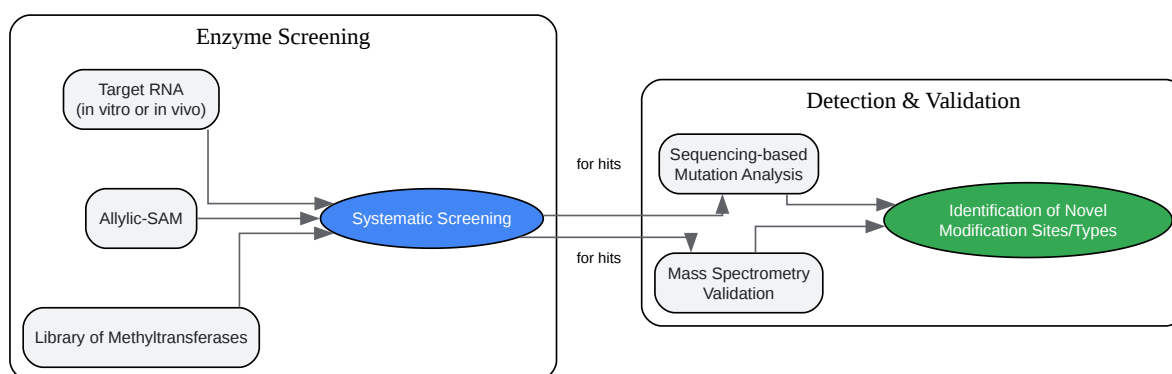 Enzyme Screening
Target RNA
(in vitro or in vivo)
Allylic-SAM
Library of Methyltransferases
Systematic Screening
for hits
for hits
Detection & Validation
Sequencing-based
Mutation Analysis
Mass Spectrometry
Validation
Identification of Novel
Modification Sites/Types